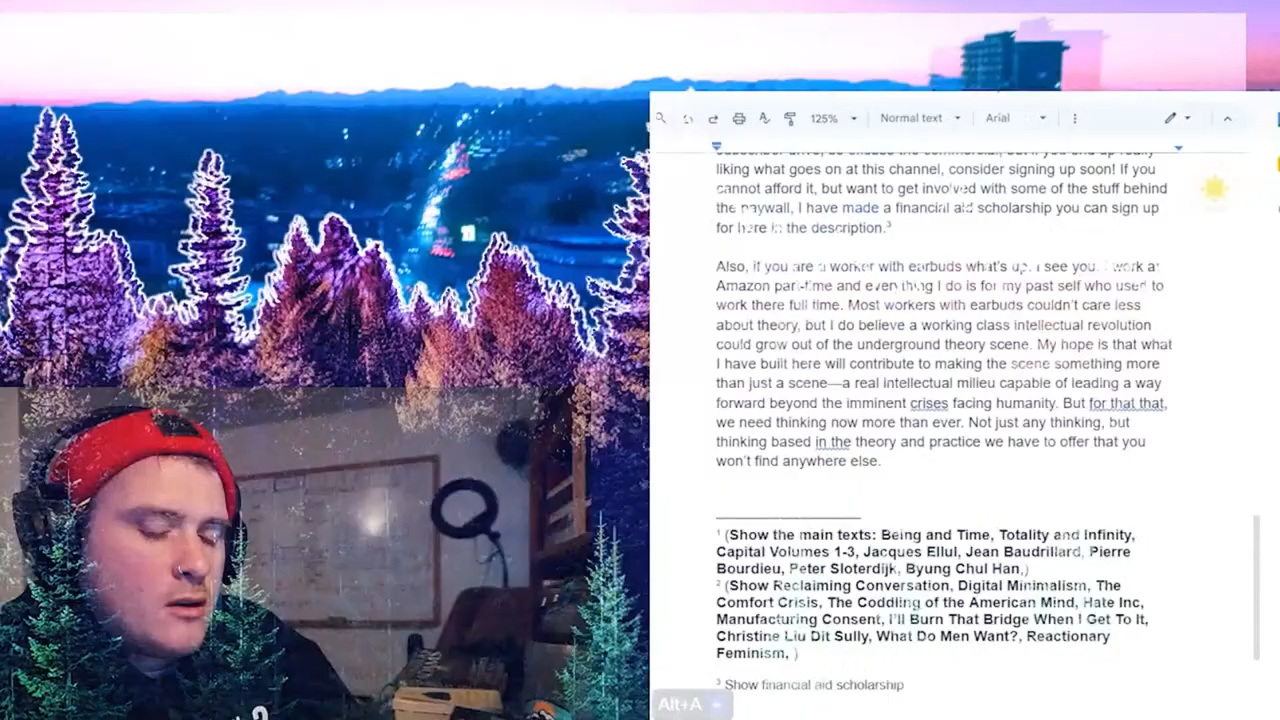 125%
Normal text
Arial
liking what goes on at this channel, consider signing up soon! If you
cannot afford it, but want to get involved with some of the stuff behind
the paywall, I have made a financial aid scholarship you can sign up
for here in the description.³
Also, if you are a worker with earbuds what's up, I see you. I work at
Amazon part-time and everything I do is for my past self who used to
work there full time. Most workers with earbuds couldn't care less
about theory, but I do believe a working class intellectual revolution
could grow out of the underground theory scene. My hope is that what
I have built here will contribute to making the scene something more
than just a scene—a real intellectual milieu capable of leading a way
forward beyond the imminent crises facing humanity. But for that that,
we need thinking now more than ever. Not just any thinking, but
thinking based in the theory and practice we have to offer that you
won't find anywhere else.
¹ (Show the main texts: Being and Time, Totality and Infinity,
Capital Volumes 1-3, Jacques Ellul, Jean Baudrillard, Pierre
Bourdieu, Peter Sloterdijk, Byung Chul Han,)
² (Show Reclaiming Conversation, Digital Minimalism, The
Comfort Crisis, The Coddling of the American Mind, Hate Inc,
Manufacturing Consent, I'll Burn That Bridge When I Get To It,
Christine Liu Dit Sully, What Do Men Want?, Reactionary
Feminism, )
³ Show financial aid scholarship
Alt+A